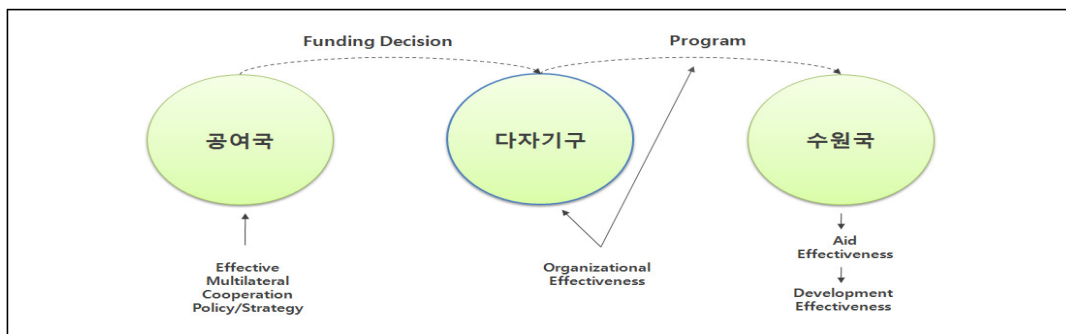 Funding Decision
Program
공여국
다자기구
수원국
Effective
Multilateral
Cooperation
Policy/Strategy
Organizational
Effectiveness
Aid
Effectiveness
Development
Effectiveness